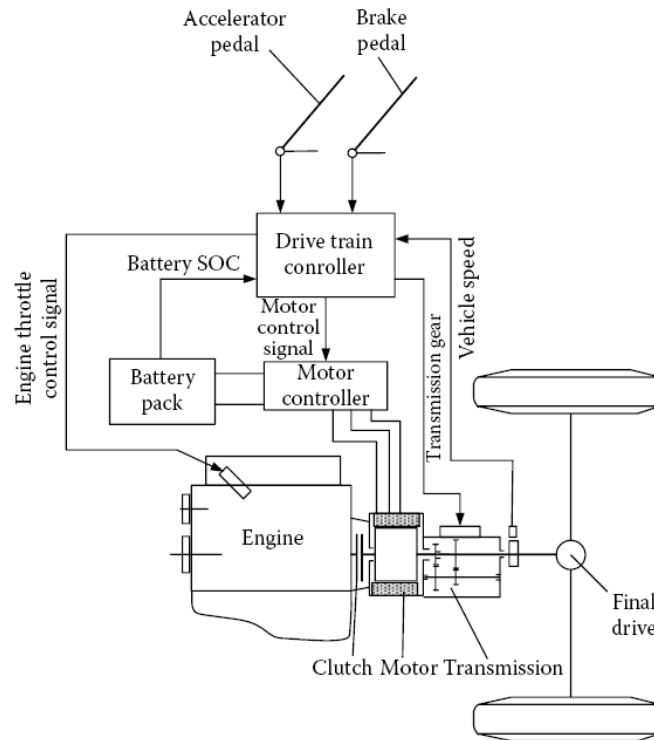 Accelerator
pedal
Brake
pedal
Drive train
conroller
Battery SOC
Engine throttle
control signal
Motor
control
signal
Transmission gear
Vehicle speed
Battery
pack
Motor
controller
Engine
Final
drive
Clutch Motor Transmission